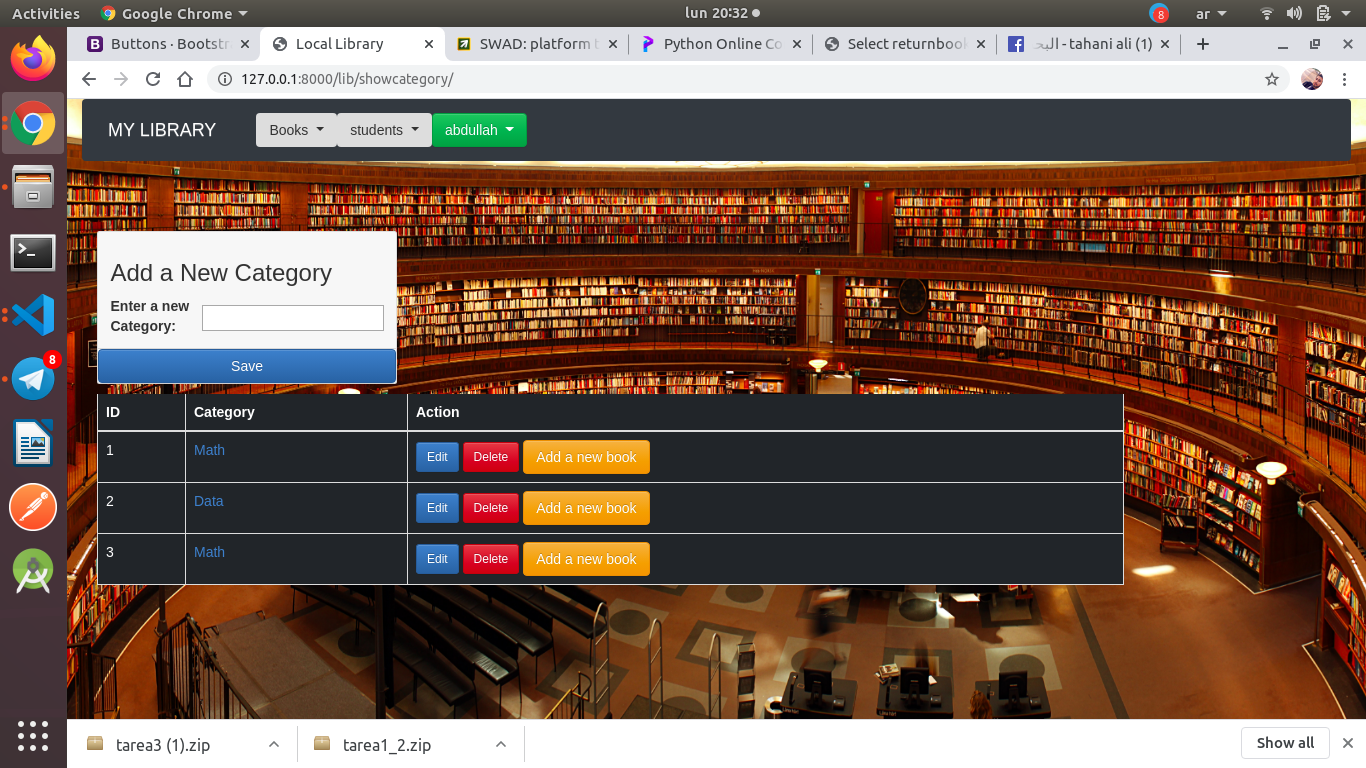 Activities
Google Chrome
lun 20:32
8
ar
Buttons · Bootstr
Local Library
SWAD: platform t
Python Online Co
Select returnbook
(1) tahani ali - البحـ
127.0.0.1:8000/lib/showcategory/
MY LIBRARY
Books
students
abdullah
Add a New Category
Enter a new
Category:
Save
8
ID Category Action
1 Math Edit Delete Add a new book
2 Data Edit Delete Add a new book
3 Math Edit Delete Add a new book
tarea3 (1).zip
tarea1_2.zip
Show all